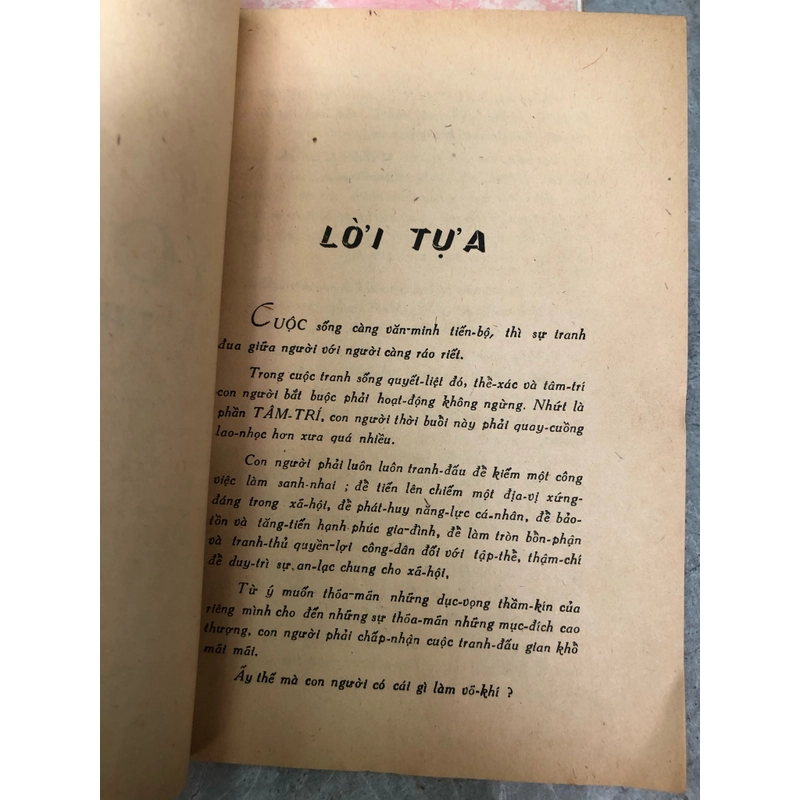 LỜI TỰA
CUỘC sống càng văn-minh tiến-bộ, thì sự tranh
đua giữa người với người càng ráo riết.
Trong cuộc tranh sống quyết-liệt đó, thể-xác và tâm-trí
con người bắt buộc phải hoạt-động không ngừng. Nhứt là
phần TÂM-TRÍ, con người thời buổi này phải quay-cuồng
lao-nhọc hơn xưa quá nhiều.
Con người phải luôn luôn tranh-đấu để kiếm một công
việc làm sanh-nhai ; để tiến lên chiếm một địa-vị xứng-
đáng trong xã-hội, để phát-huy năng-lực cá-nhân, để bảo-
tồn và tăng-tiến hạnh phúc gia-đình, để làm tròn bổn-phận
và tranh-thủ quyền-lợi công-dân đối với tập-thể, thậm-chí
để duy-trì sự an-lạc chung cho xã-hội,
Từ ý muốn thỏa-mãn những dục-vọng thầm-kín của
riêng mình cho đến những sự thỏa-mãn những mục-đích cao
thượng, con người phải chấp-nhận cuộc tranh-đấu gian khổ
mãi mãi.
Ấy thế mà con người có cái gì làm võ-khí ?